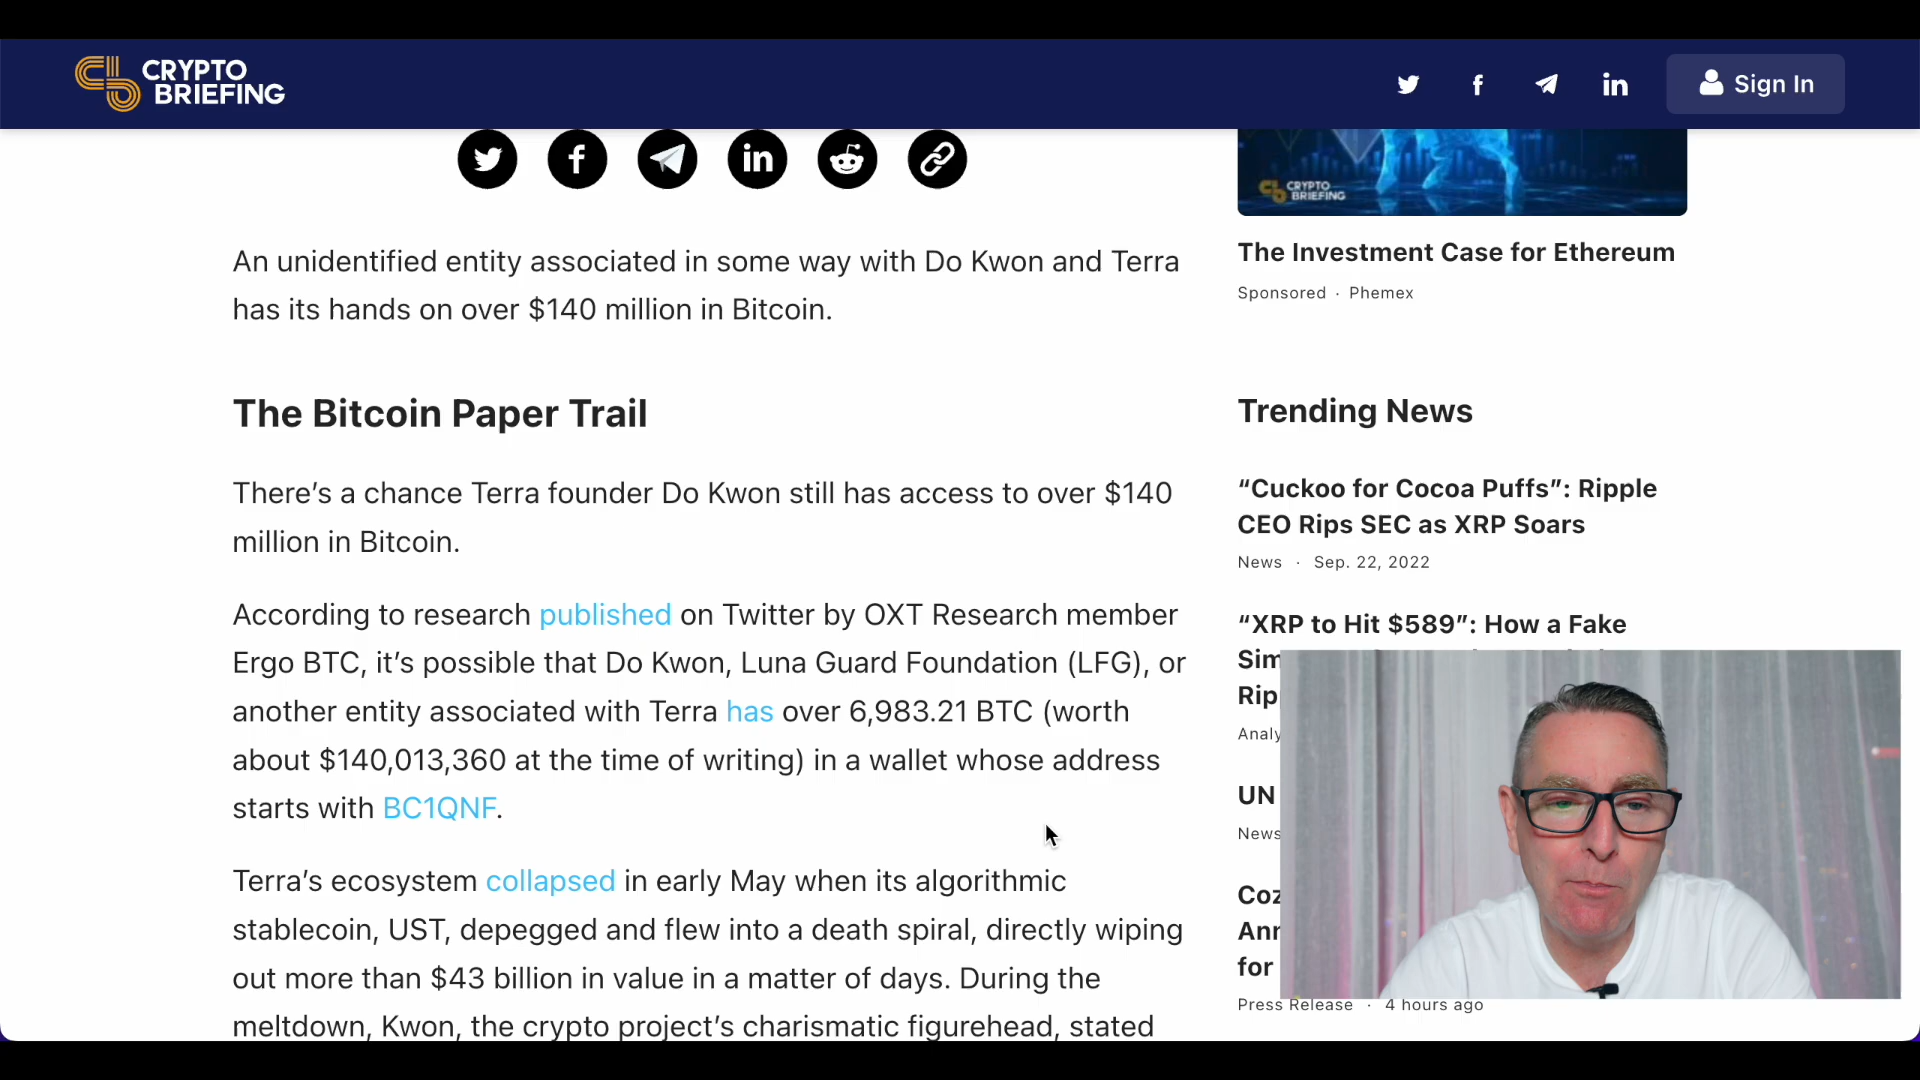 CRYPTO
BRIEFING
Sign In
CRYPTO
BRIEFING
An unidentified entity associated in some way with Do Kwon and Terra
has its hands on over $140 million in Bitcoin.
The Bitcoin Paper Trail
There’s a chance Terra founder Do Kwon still has access to over $140
million in Bitcoin.
According to research published on Twitter by OXT Research member
Ergo BTC, it’s possible that Do Kwon, Luna Guard Foundation (LFG), or
another entity associated with Terra has over 6,983.21 BTC (worth
about $140,013,360 at the time of writing) in a wallet whose address
starts with BC1QNF.
Terra’s ecosystem collapsed in early May when its algorithmic
stablecoin, UST, depegged and flew into a death spiral, directly wiping
out more than $43 billion in value in a matter of days. During the
meltdown, Kwon, the crypto project’s charismatic figurehead, stated
The Investment Case for Ethereum
Sponsored · Phemex
Trending News
“Cuckoo for Cocoa Puffs”: Ripple
CEO Rips SEC as XRP Soars
News · Sep. 22, 2022
“XRP to Hit $589”: How a Fake
Sim
Rip
Analy
UN
News
Coz
Ann
for
Press Release · 4 hours ago